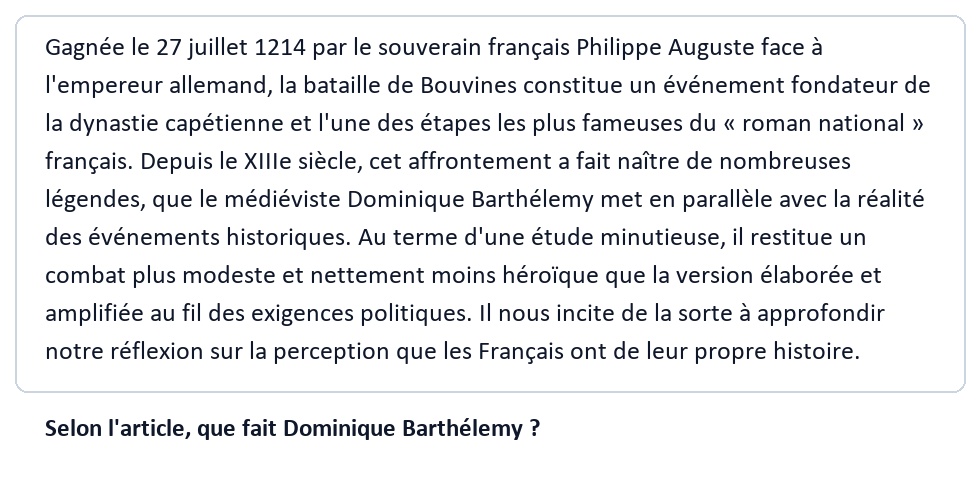 Gagnée le 27 juillet 1214 par le souverain français Philippe Auguste face à
l'empereur allemand, la bataille de Bouvines constitue un événement fondateur de
la dynastie capétienne et l'une des étapes les plus fameuses du « roman national »
français. Depuis le XIIIe siècle, cet affrontement a fait naître de nombreuses
légendes, que le médiéviste Dominique Barthélemy met en parallèle avec la réalité
des événements historiques. Au terme d'une étude minutieuse, il restitue un
combat plus modeste et nettement moins héroïque que la version élaborée et
amplifiée au fil des exigences politiques. Il nous incite de la sorte à approfondir
notre réflexion sur la perception que les Français ont de leur propre histoire.
Selon l'article, que fait Dominique Barthélemy ?